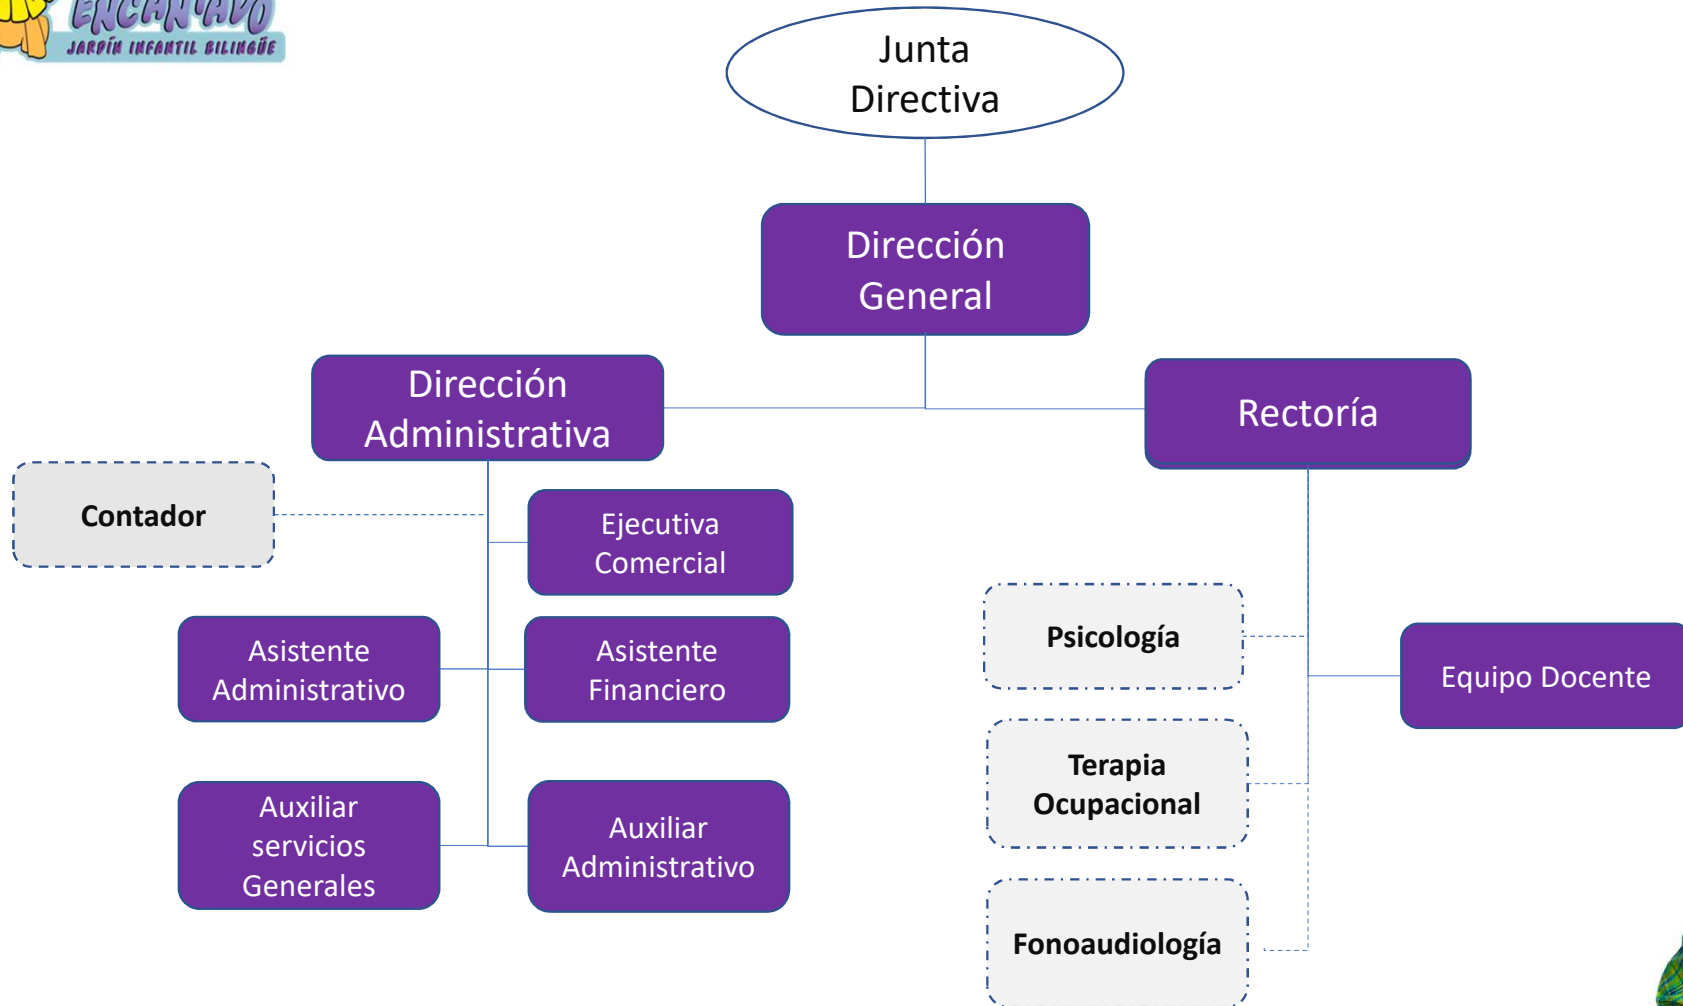 ENCANTADO
JARDÍN INFANTIL BILINGÜE
Junta
Directiva
Dirección
General
Dirección
Administrativa
Rectoría
Contador
Ejecutiva
Comercial
Asistente
Administrativo
Asistente
Financiero
Psicología
Equipo Docente
Terapia
Ocupacional
Auxiliar
servicios
Generales
Auxiliar
Administrativo
Fonoaudiología